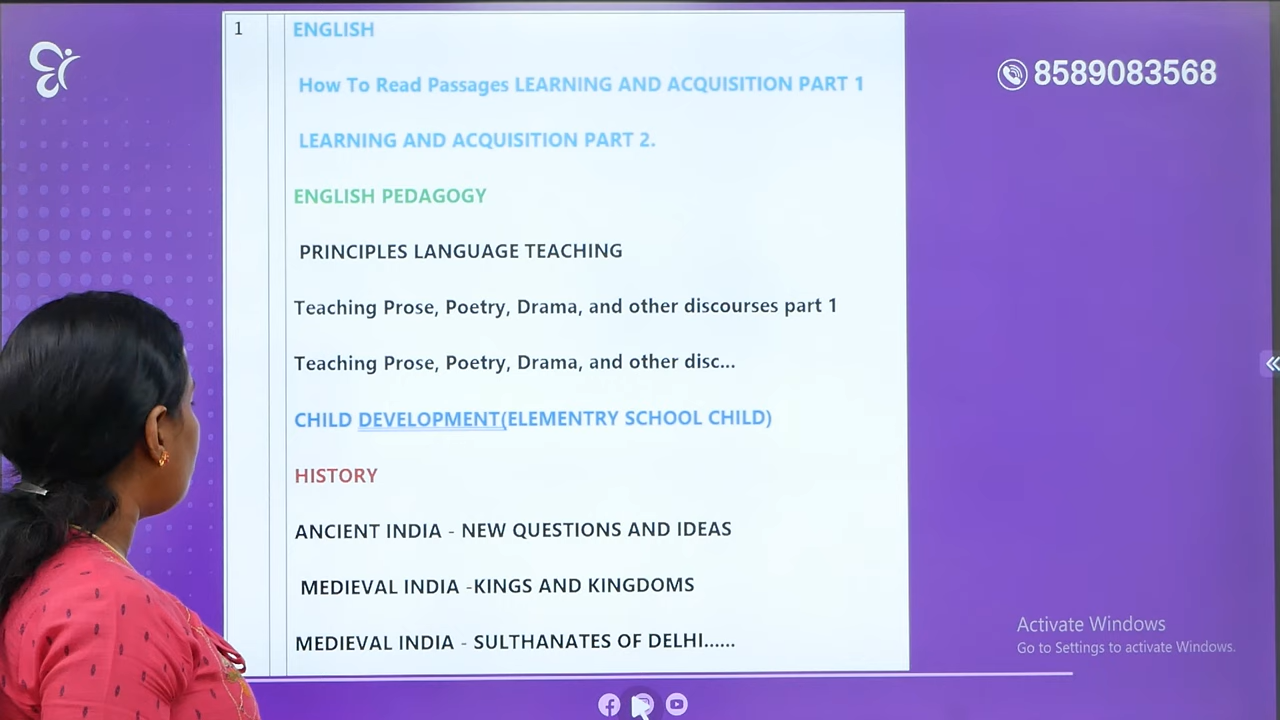 1
ENGLISH
How To Read Passages LEARNING AND ACQUISITION PART 1
8589083568
LEARNING AND ACQUISITION PART 2.
ENGLISH PEDAGOGY
PRINCIPLES LANGUAGE TEACHING
Teaching Prose, Poetry, Drama, and other discourses part 1
Teaching Prose, Poetry, Drama, and other disc...
CHILD DEVELOPMENT(ELEMENTRY SCHOOL CHILD)
HISTORY
ANCIENT INDIA - NEW QUESTIONS AND IDEAS
MEDIEVAL INDIA -KINGS AND KINGDOMS
MEDIEVAL INDIA - SULTHANATES OF DELHI......
Activate Windows
Go to Settings to activate Windows.